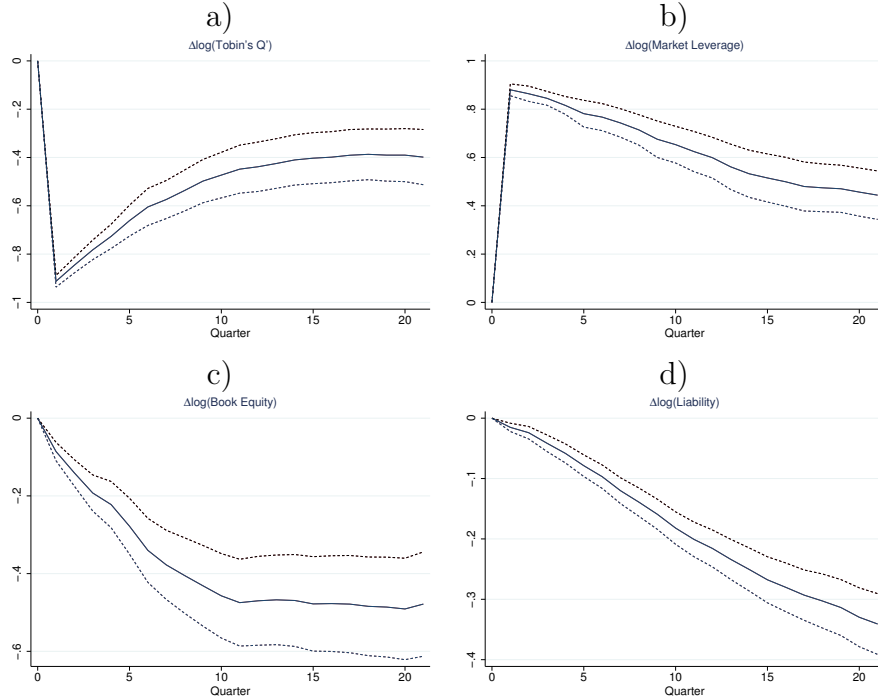 a)
Δlog(Tobin's Q')
0
-.2
-.4
-.6
-.8
-1
0 5 10 15 20
Quarter
b)
Δlog(Market Leverage)
1
.8
.6
.4
.2
0
0 5 10 15 20
Quarter
c)
Δlog(Book Equity)
0
-.2
-.4
-.6
0 5 10 15 20
Quarter
d)
Δlog(Liability)
0
-.1
-.2
-.3
-.4
0 5 10 15 20
Quarter